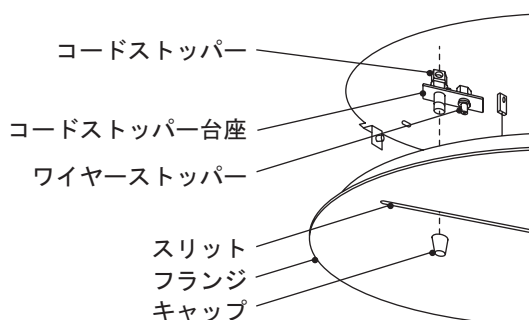 コードストッパー
コードストッパー台座
ワイヤーストッパー
スリット
フランジ
キャップ